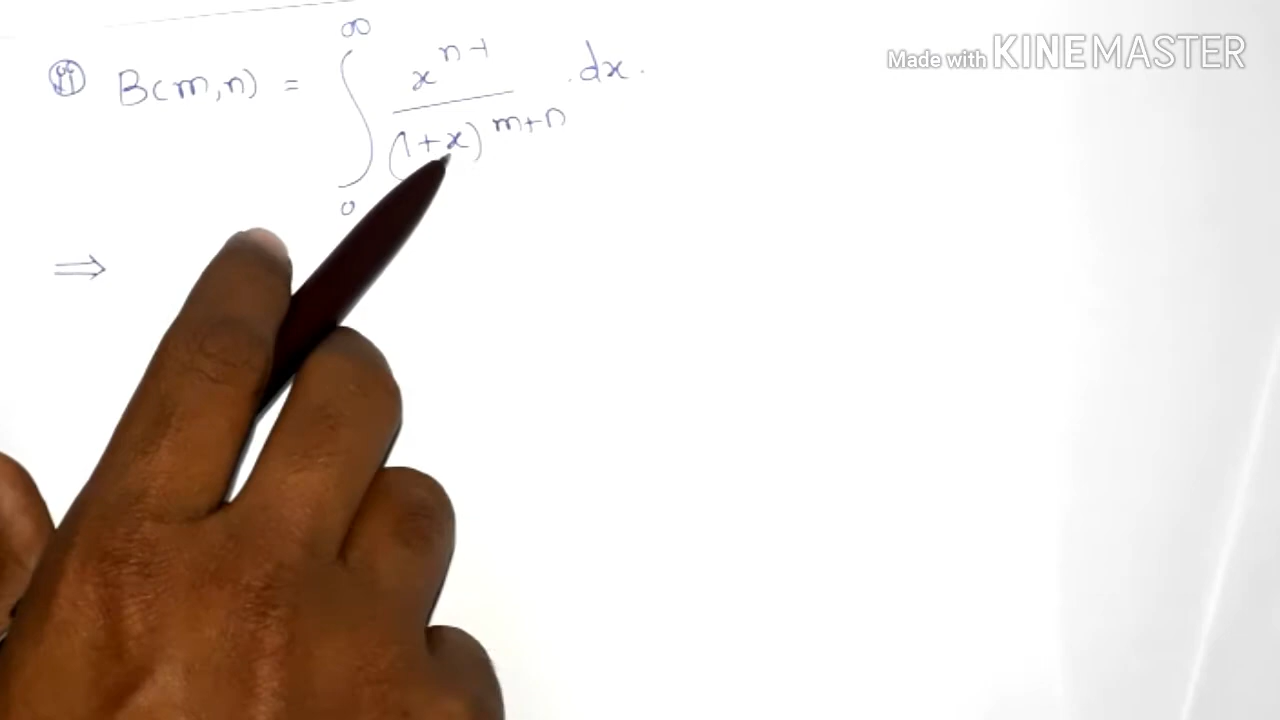 Made with KINEMASTER
(ii) B(m,n) = ∫₀^∞ x^{n-1} / (1+x)^{m+n} .dx.
⇒